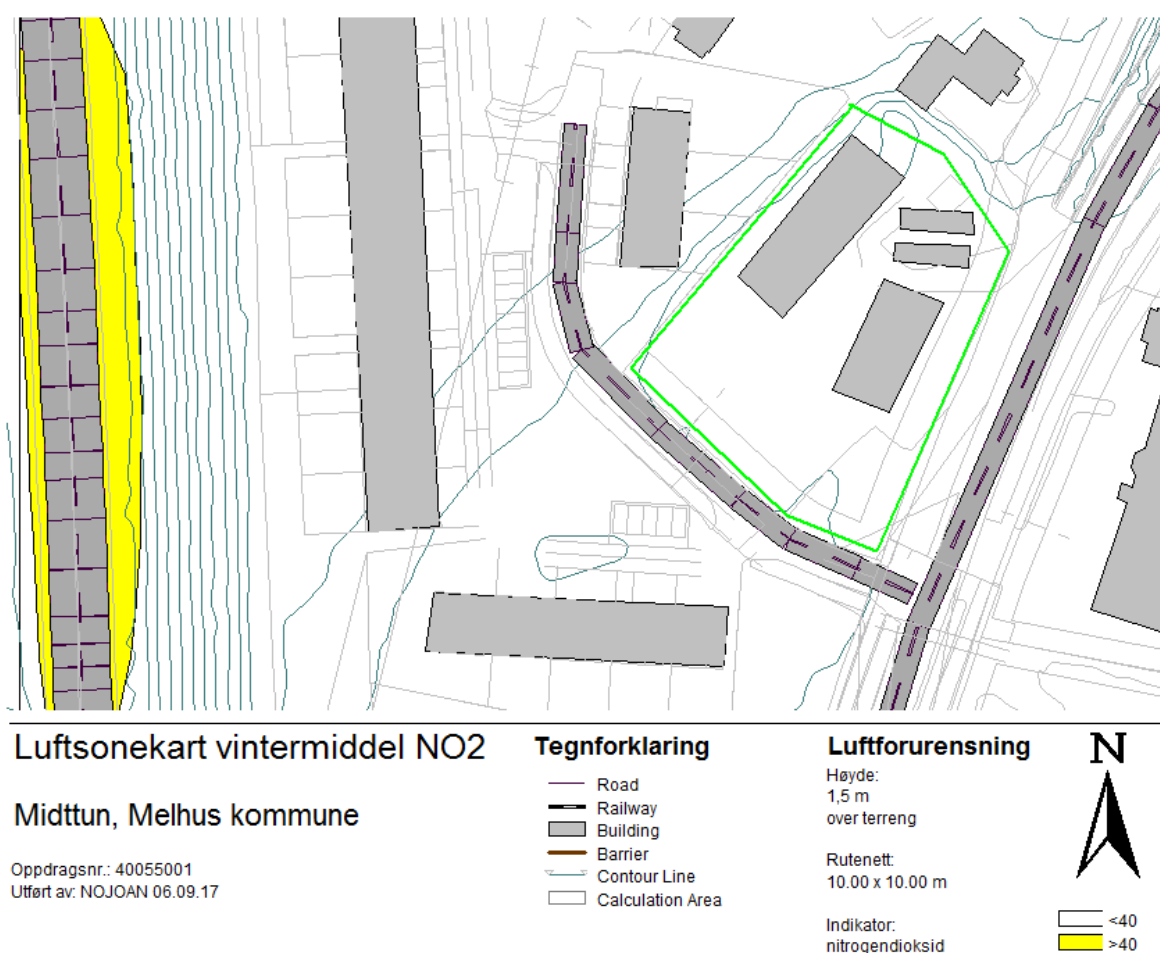 Luftsonekart vintermiddel NO2
Midttun, Melhus kommune
Oppdragsnr.: 40055001
Utført av: NOJOAN 06.09.17
Tegnforklaring
Road
Railway
Building
Barrier
Contour Line
Calculation Area
Luftforurensning
Høyde:
1,5 m
over terreng
Rutenett:
10.00 x 10.00 m
Indikator:
nitrogendioksid
N
<40
>40